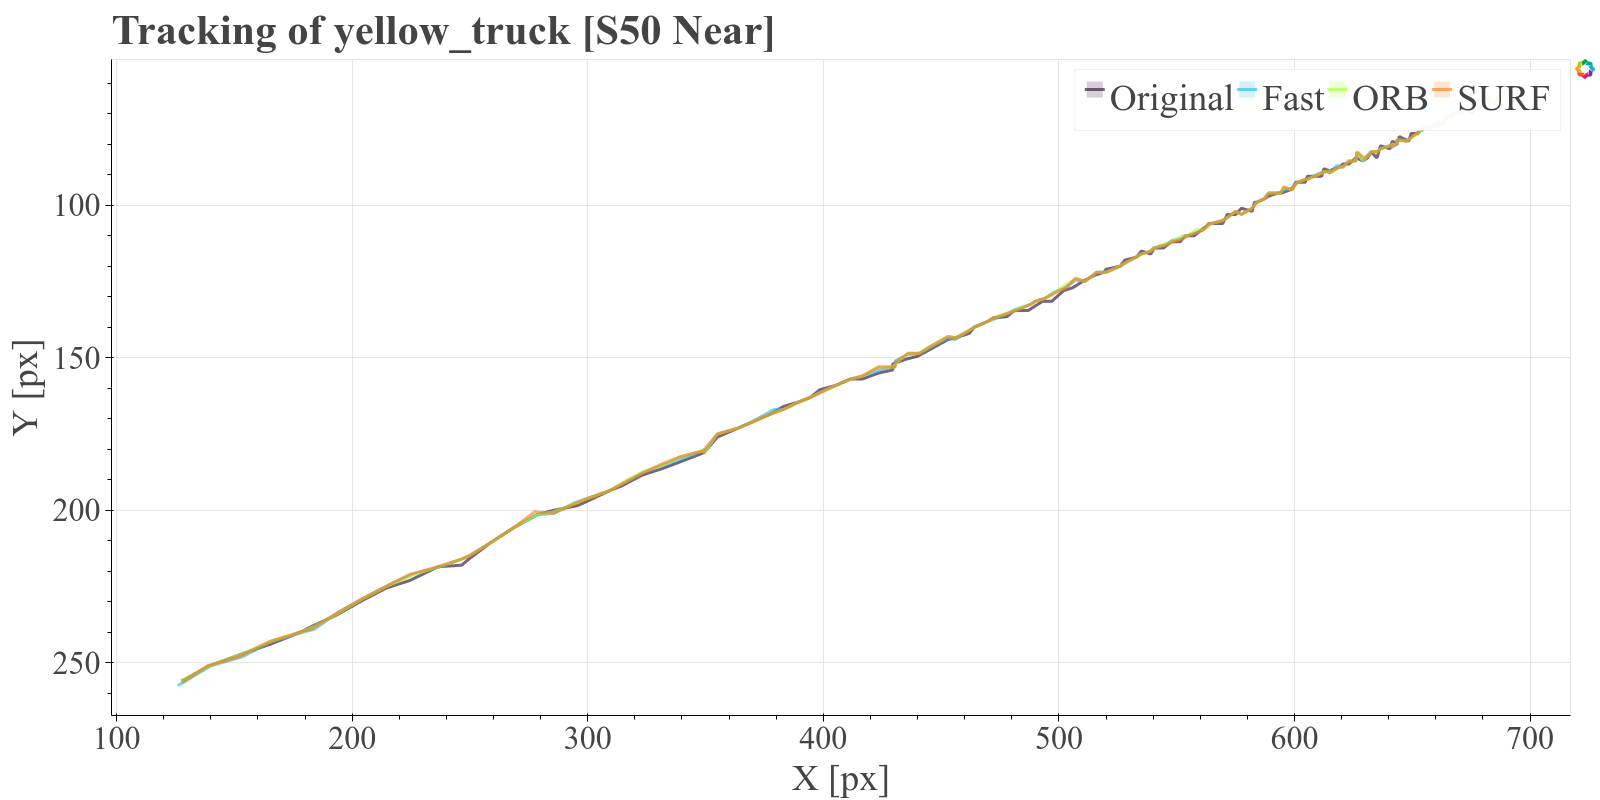 Tracking of yellow_truck [S50 Near]
Original Fast ORB SURF
100
150
200
250
Y [px]
100 200 300 400 500 600 700
X [px]